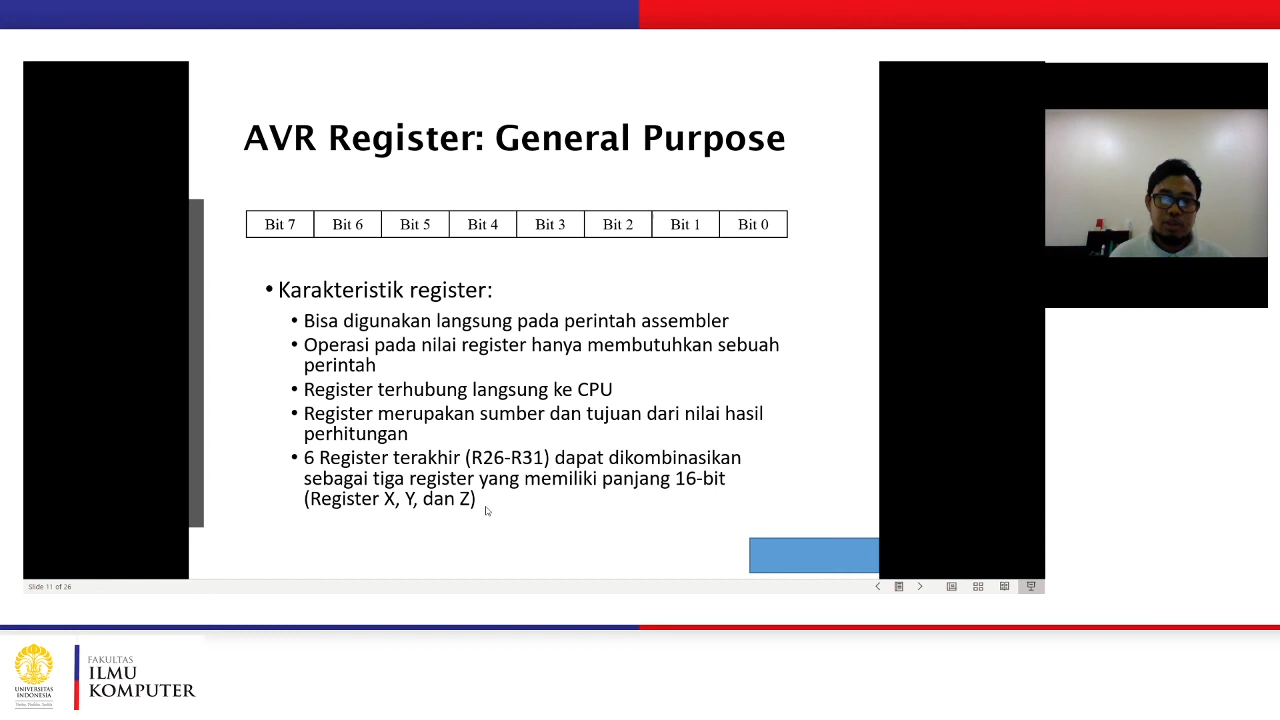 AVR Register: General Purpose
Bit 7 Bit 6 Bit 5 Bit 4 Bit 3 Bit 2 Bit 1 Bit 0
• Karakteristik register:
• Bisa digunakan langsung pada perintah assembler
• Operasi pada nilai register hanya membutuhkan sebuah
perintah
• Register terhubung langsung ke CPU
• Register merupakan sumber dan tujuan dari nilai hasil
perhitungan
• 6 Register terakhir (R26-R31) dapat dikombinasikan
sebagai tiga register yang memiliki panjang 16-bit
(Register X, Y, dan Z)
Slide 11 of 26
UNIVERSITAS
INDONESIA
FAKULTAS
ILMU
KOMPUTER